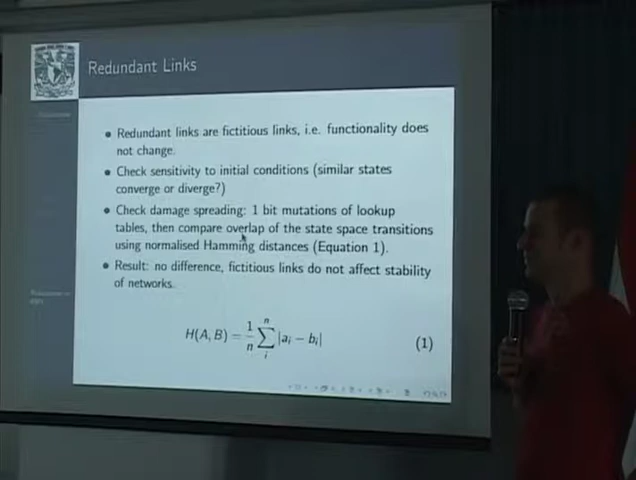 Redundant Links
• Redundant links are fictitious links, i.e. functionality does
not change.
• Check sensitivity to initial conditions (similar states
converge or diverge?)
• Check damage spreading: 1 bit mutations of lookup
tables, then compare overlap of the state space transitions
using normalised Hamming distances (Equation 1).
• Result: no difference, fictitious links do not affect stability
of networks.
H(A, B) = 1/n ∑_i^n |a_i − b_i| (1)